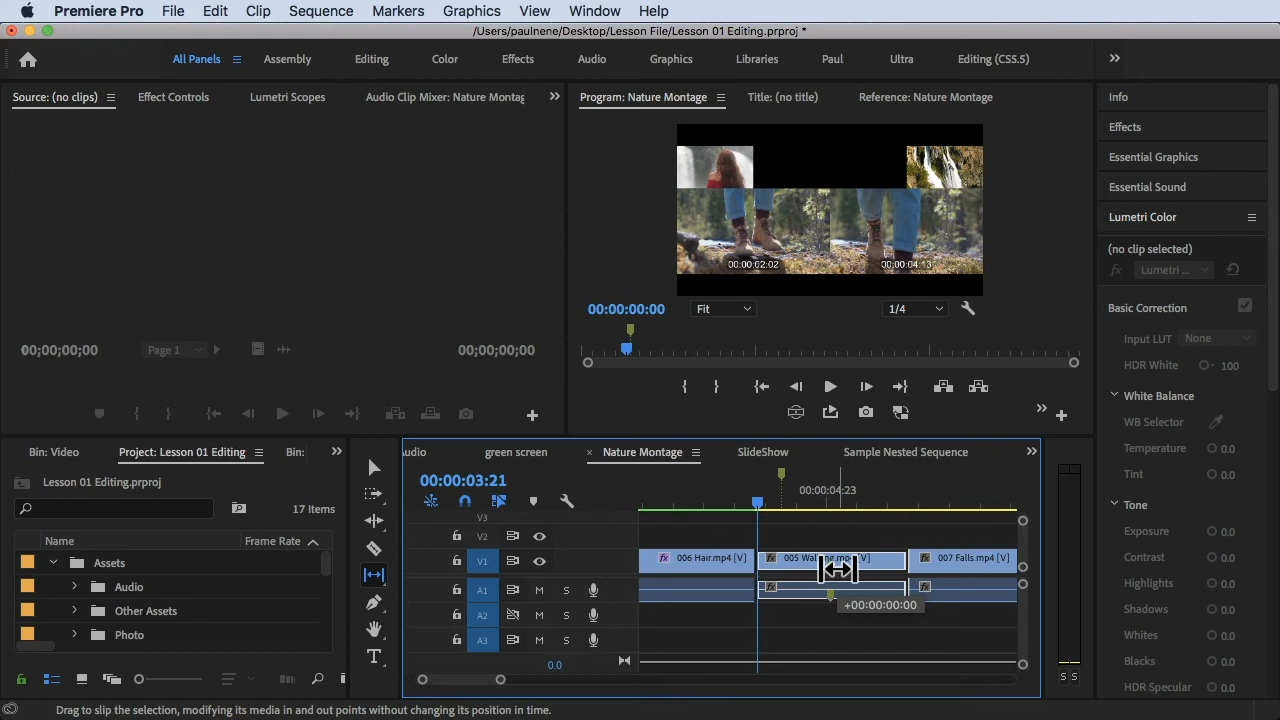 Premiere Pro File Edit Clip Sequence Markers Graphics View Window Help
/Users/paulnene/Desktop/Lesson File/Lesson 01 Editing.prproj *
All Panels Assembly Editing Color Effects Audio Graphics Libraries Paul Ultra Editing (CS5.5)
Source: (no clips) Effect Controls Lumetri Scopes Audio Clip Mixer: Nature Montag
Program: Nature Montage Title: (no title) Reference: Nature Montage
00:00:02:02 00:00:04:13
00:00:00:00 Fit 1/4
00;00;00;00 Page 1 00;00;00;00
Info
Effects
Essential Graphics
Essential Sound
Lumetri Color
(no clip selected)
fx Lumetri ...
Basic Correction
Input LUT None
HDR White 100
White Balance
WB Selector
Temperature 0.0
Tint 0.0
Tone
Exposure 0.0
Contrast 0.0
Highlights 0.0
Shadows 0.0
Whites 0.0
Blacks 0.0
HDR Specular 0.0
Bin: Video Project: Lesson 01 Editing Bin:
Lesson 01 Editing.prproj
17 Items
Name Frame Rate
Assets
Audio
Other Assets
Photo
udio green screen × Nature Montage SlideShow Sample Nested Sequence
00:00:03:21
00:00:04:23
V3
V2
V1 fx 006 Hair.mp4 [V] fx 005 Walking.mp4 [V] fx 007 Falls.mp4 [V]
A1 M S fx fx
+00:00:00:00
A2 M S
A3 M S
0.0
S S
Drag to slip the selection, modifying its media in and out points without changing its position in time.